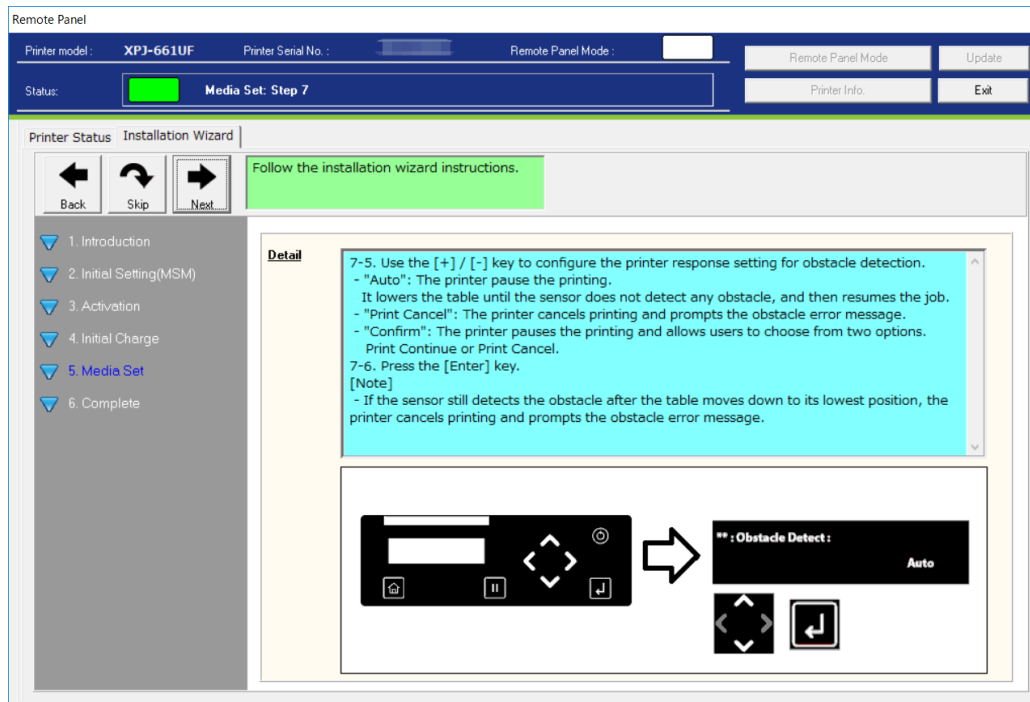 Remote Panel
Printer model : XPJ-661UF Printer Serial No. : Remote Panel Mode :
Remote Panel Mode Update
Status: Media Set: Step 7
Printer Info. Exit
Printer Status Installation Wizard
Back Skip Next
Follow the installation wizard instructions.
1. Introduction
2. Initial Setting(MSM)
3. Activation
4. Initial Charge
5. Media Set
6. Complete
Detail
7-5. Use the [+] / [-] key to configure the printer response setting for obstacle detection.
- "Auto": The printer pause the printing.
It lowers the table until the sensor does not detect any obstacle, and then resumes the job.
- "Print Cancel": The printer cancels printing and prompts the obstacle error message.
- "Confirm": The printer pauses the printing and allows users to choose from two options.
Print Continue or Print Cancel.
7-6. Press the [Enter] key.
[Note]
- If the sensor still detects the obstacle after the table moves down to its lowest position, the
printer cancels printing and prompts the obstacle error message.
** : Obstacle Detect :
Auto